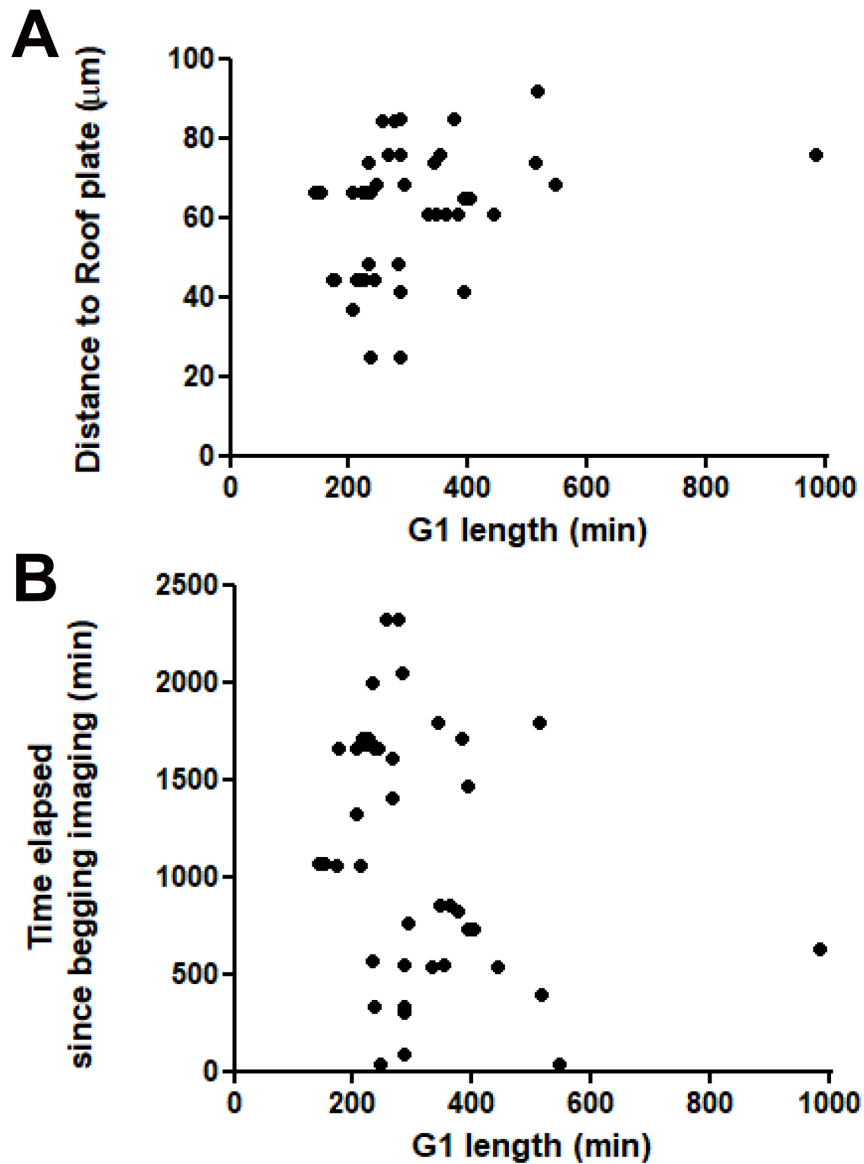 A
Distance to Roof plate (μm)
100
80
60
40
20
0
0 200 400 600 800 1000
G1 length (min)
B
Time elapsed
since begging imaging (min)
2500
2000
1500
1000
500
0
0 200 400 600 800 1000
G1 length (min)